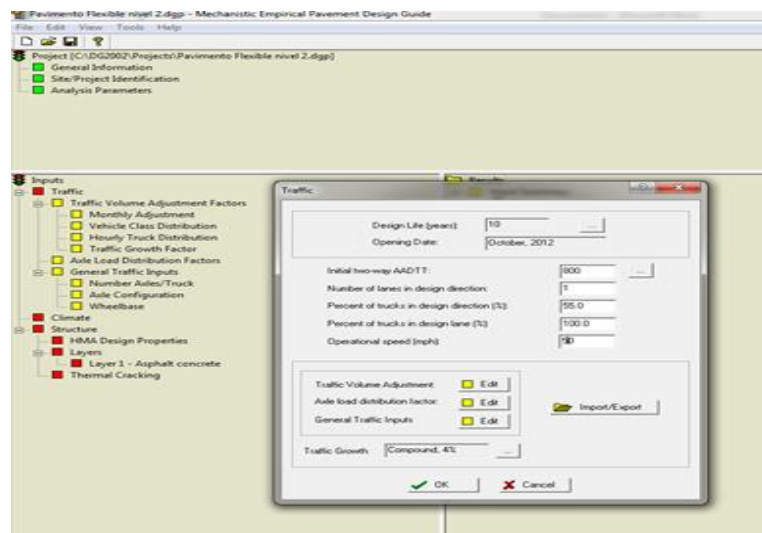 Pavimento Flexible nivel 2.dgp - Mechanistic Empirical Pavement Design Guide
File Edit View Tools Help
Project [C:\DG2002\Projects\Pavimento Flexible nivel 2.dgp]
General Information
Site/Project Identification
Analysis Parameters
Inputs
Traffic
Traffic Volume Adjustment Factors
Monthly Adjustment
Vehicle Class Distribution
Hourly Truck Distribution
Traffic Growth Factor
Axle Load Distribution Factors
General Traffic Inputs
Number Axles/Truck
Axle Configuration
Wheelbase
Climate
Structure
HMA Design Properties
Layers
Layer 1 - Asphalt concrete
Thermal Cracking
Results
Traffic
Design Life (years): 10 ...
Opening Date: October, 2012
Initial two-way AADTT: 800 ...
Number of lanes in design direction: 1
Percent of trucks in design direction (%): 55.0
Percent of trucks in design lane (%): 100.0
Operational speed (mph):
Traffic Volume Adjustment: Edit
Axle load distribution factor: Edit
General Traffic Inputs Edit
Import/Export
Traffic Growth Compound, 4% ...
OK Cancel